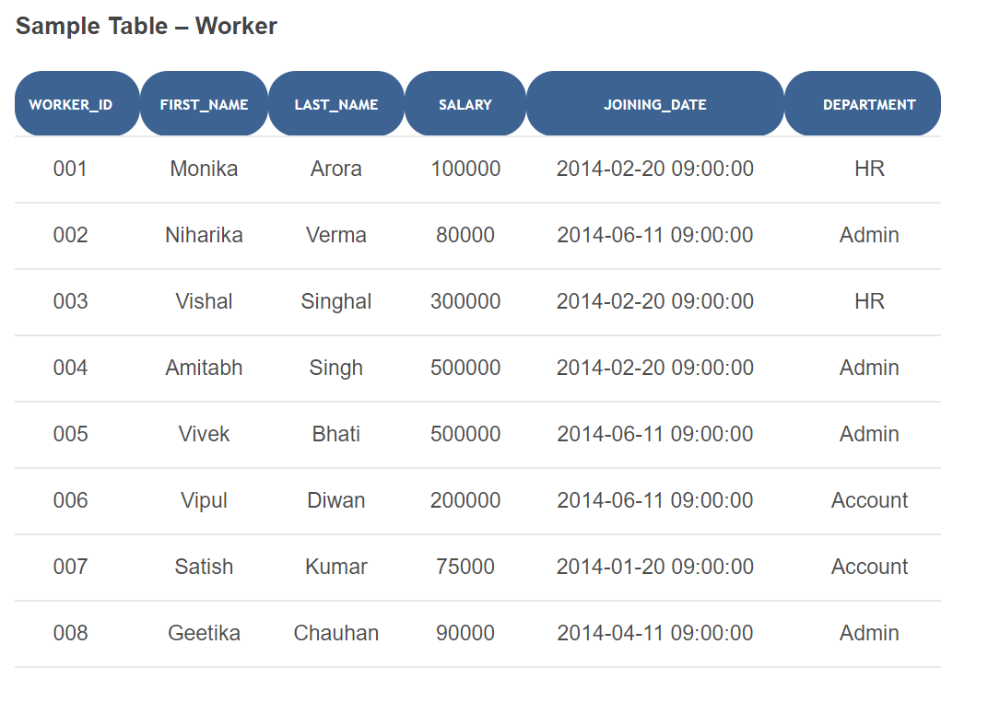 Sample Table – Worker
WORKER_ID FIRST_NAME LAST_NAME SALARY JOINING_DATE DEPARTMENT
001 Monika Arora 100000 2014-02-20 09:00:00 HR
002 Niharika Verma 80000 2014-06-11 09:00:00 Admin
003 Vishal Singhal 300000 2014-02-20 09:00:00 HR
004 Amitabh Singh 500000 2014-02-20 09:00:00 Admin
005 Vivek Bhati 500000 2014-06-11 09:00:00 Admin
006 Vipul Diwan 200000 2014-06-11 09:00:00 Account
007 Satish Kumar 75000 2014-01-20 09:00:00 Account
008 Geetika Chauhan 90000 2014-04-11 09:00:00 Admin